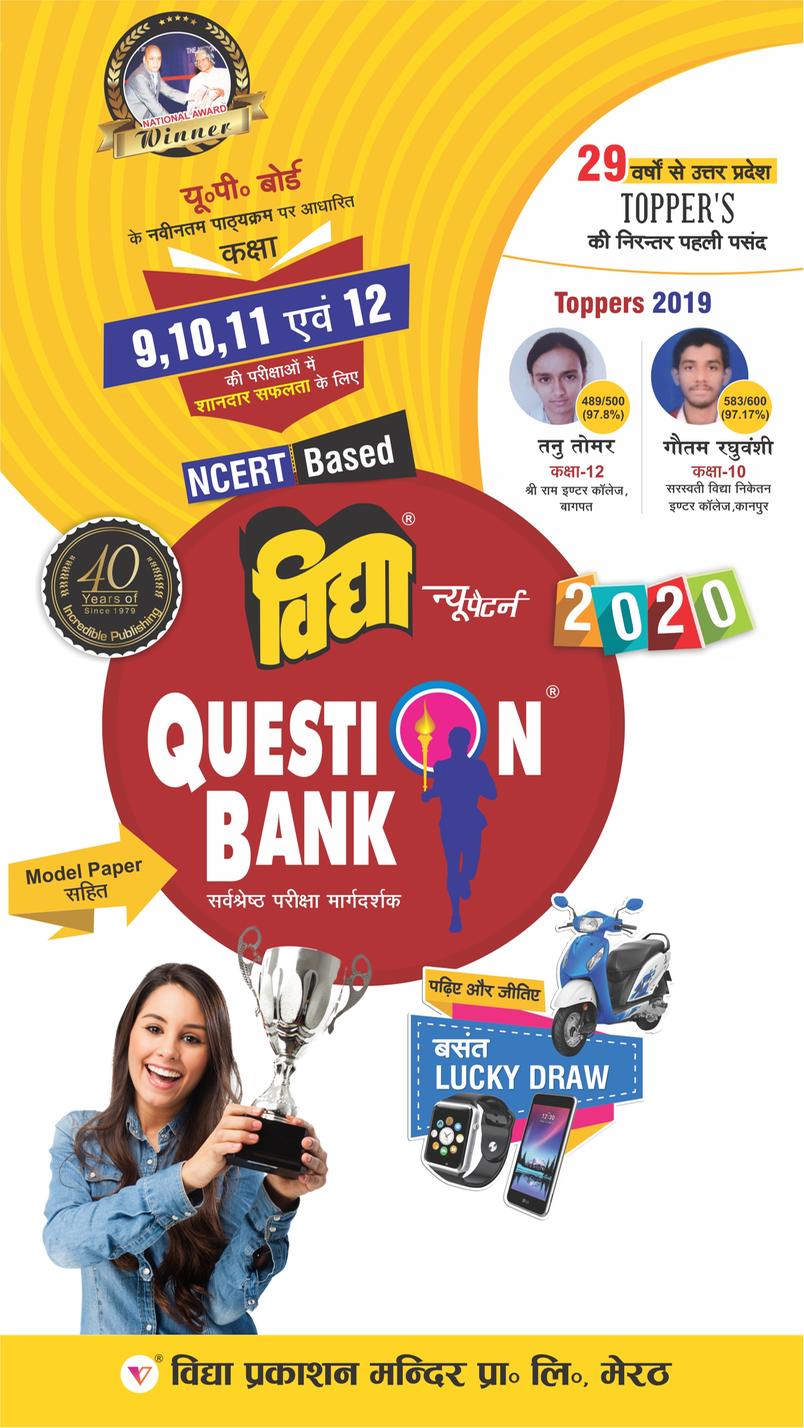 NATIONAL AWARD
Winner
यू॰पी॰ बोर्ड
के नवीनतम पाठ्यक्रम पर आधारित
कक्षा
9,10,11 एवं 12
की परीक्षाओं में
शानदार सफलता के लिए
NCERT Based
29 वर्षों से उत्तर प्रदेश
TOPPER'S
की निरन्तर पहली पसंद
Toppers 2019
489/500
(97.8%)
तनु तोमर
कक्षा-12
श्री राम इण्टर कॉलेज,
बागपत
583/600
(97.17%)
गौतम रघुवंशी
कक्षा-10
सरस्वती विद्या निकेतन
इण्टर कॉलेज,कानपुर
40
Years of
Since 1979
Incredible Publishing
विद्या ®
न्यू पैटर्न
2020
QUESTION ®
BANK
सर्वश्रेष्ठ परीक्षा मार्गदर्शक
Model Paper
सहित
पढ़िए और जीतिए
बसंत
LUCKY DRAW
12:30
LG
® विद्या प्रकाशन मन्दिर प्रा॰ लि॰, मेरठ